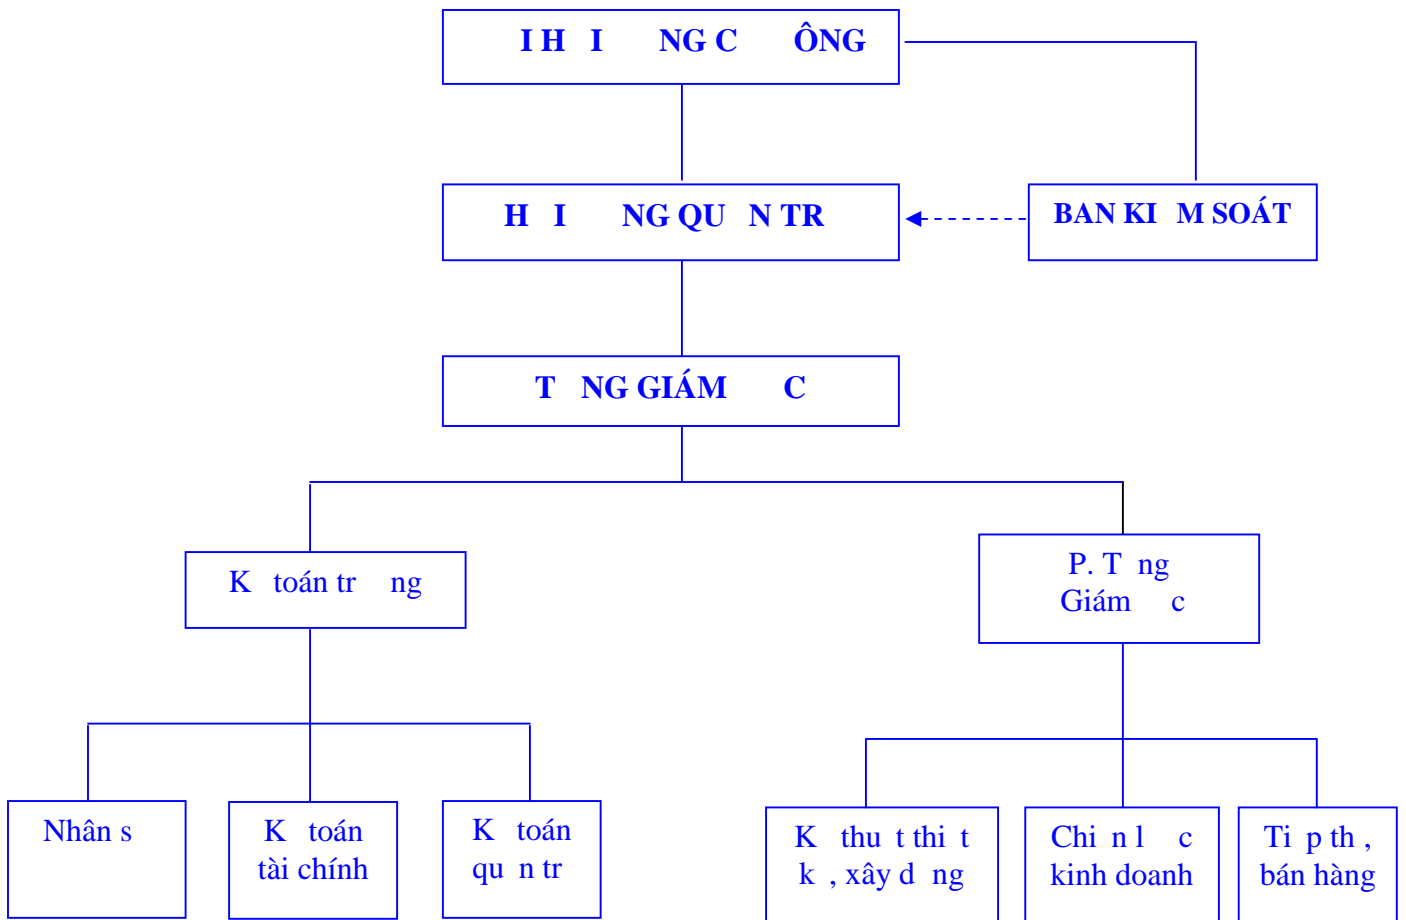 I H I NG C ÔNG
H I NG QU N TR
BAN KI M SOÁT
T NG GIÁM C
K toán tr ng
P. T ng
Giám c
Nhân s
K toán
tài chính
K toán
qu n tr
K thu t thi t
k , xây d ng
Chi n l c
kinh doanh
Ti p th ,
bán hàng